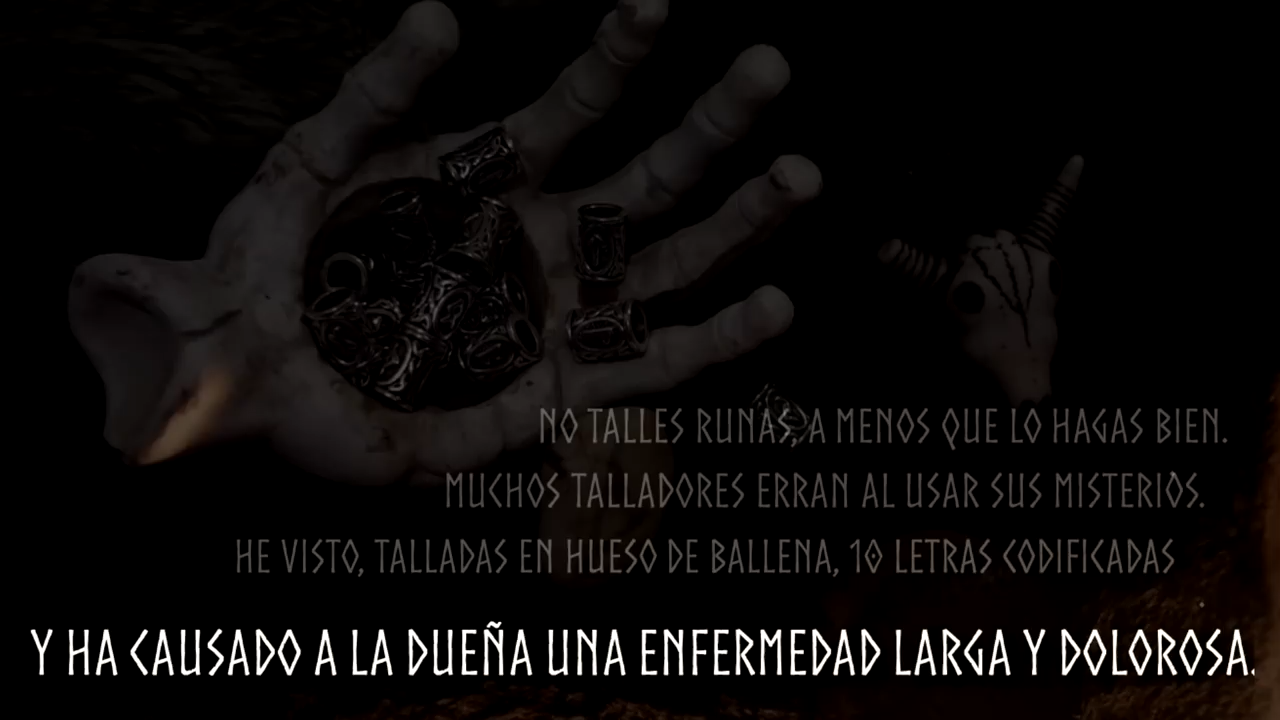 NO TALLES RUNAS, A MENOS QUE LO HAGAS BIEN.
MUCHOS TALLADORES ERRAN AL USAR SUS MISTERIOS.
HE VISTO, TALLADAS EN HUESO DE BALLENA, 10 LETRAS CODIFICADAS
Y HA CAUSADO A LA DUEÑA UNA ENFERMEDAD LARGA Y DOLOROSA.